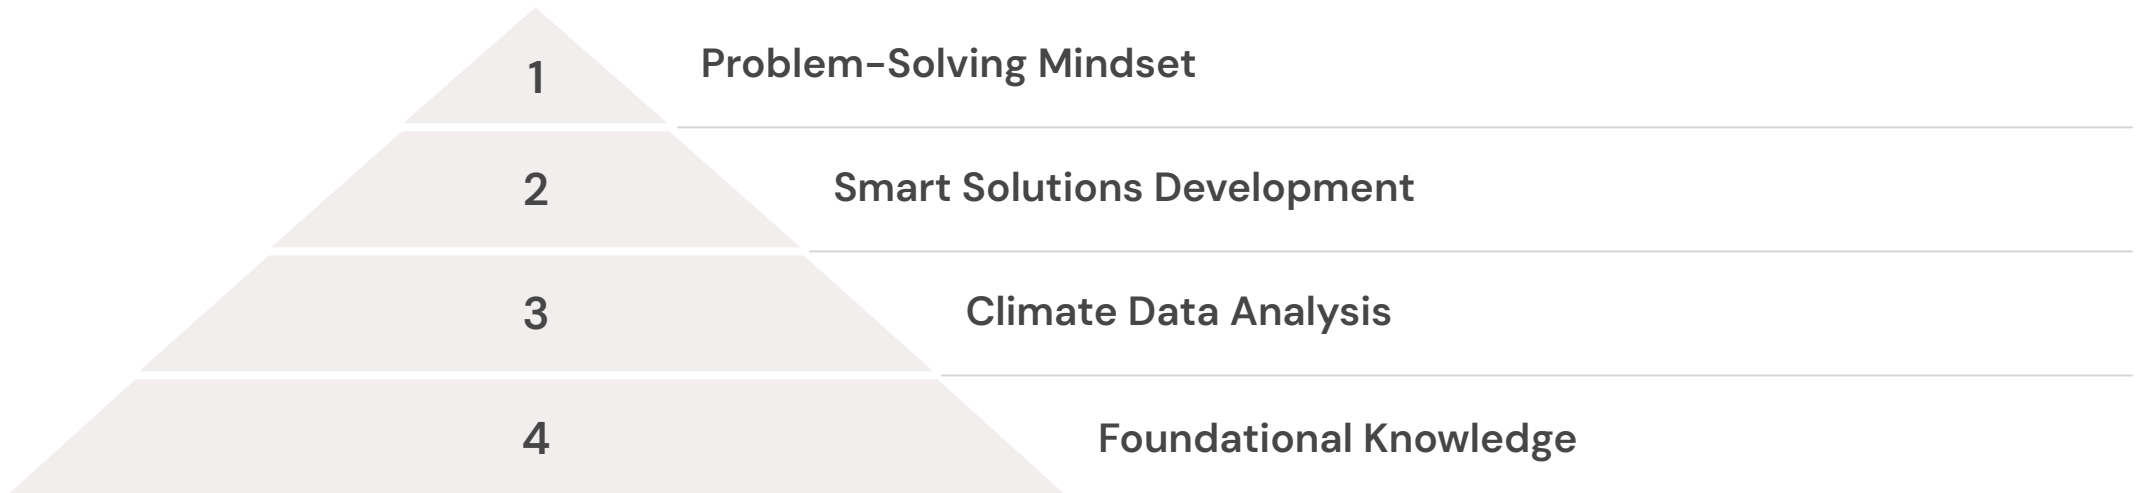 1 Problem-Solving Mindset
2 Smart Solutions Development
3 Climate Data Analysis
4 Foundational Knowledge